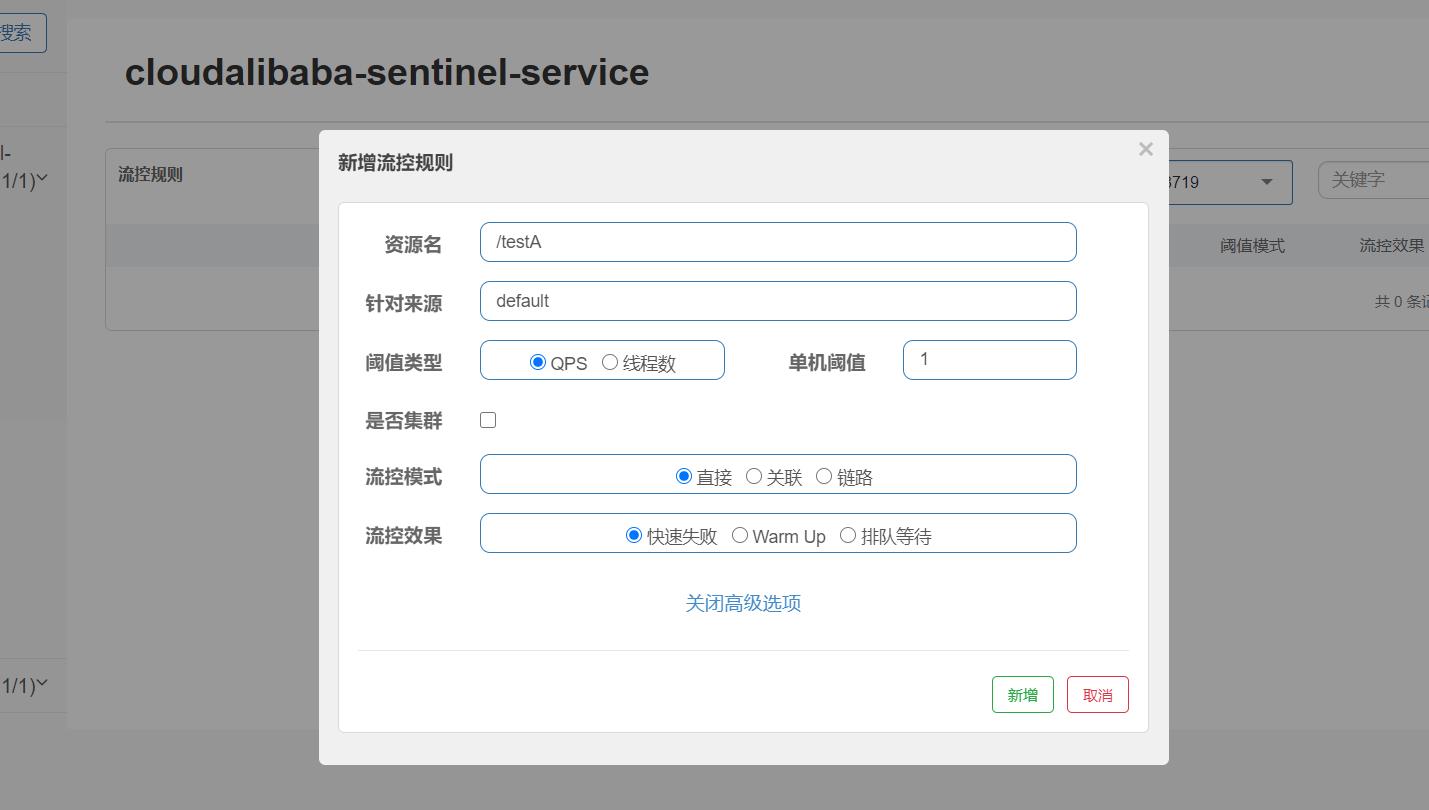 搜索
cloudalibaba-sentinel-service
l-
1/1)
流控规则
3719
关键字
阈值模式
流控效果
共 0 条记
1/1)
新增流控规则
×
资源名 /testA
针对来源 default
阈值类型 QPS 线程数 单机阈值 1
是否集群
流控模式 直接 关联 链路
流控效果 快速失败 Warm Up 排队等待
关闭高级选项
新增 取消